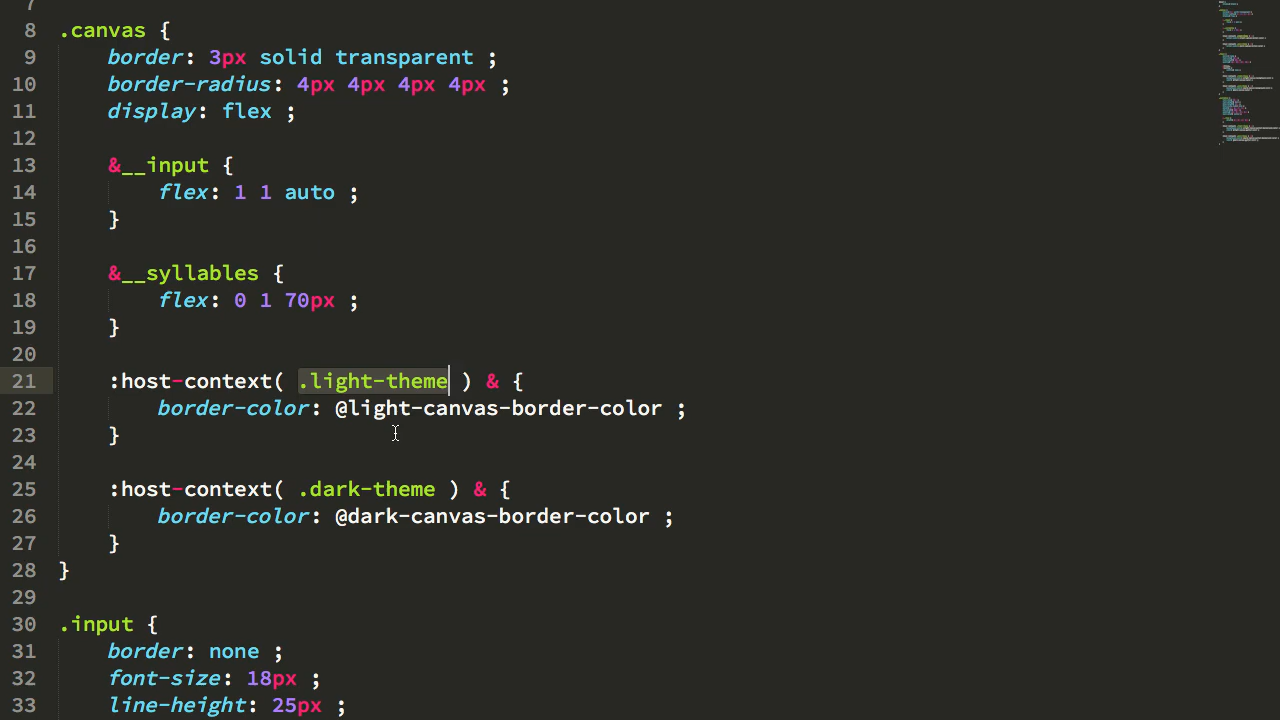 7
8 .canvas {
9 border: 3px solid transparent ;
10 border-radius: 4px 4px 4px 4px ;
11 display: flex ;
12
13 &__input {
14 flex: 1 1 auto ;
15 }
16
17 &__syllables {
18 flex: 0 1 70px ;
19 }
20
21 :host-context( .light-theme ) & {
22 border-color: @light-canvas-border-color ;
23 }
24
25 :host-context( .dark-theme ) & {
26 border-color: @dark-canvas-border-color ;
27 }
28 }
29
30 .input {
31 border: none ;
32 font-size: 18px ;
33 line-height: 25px ;